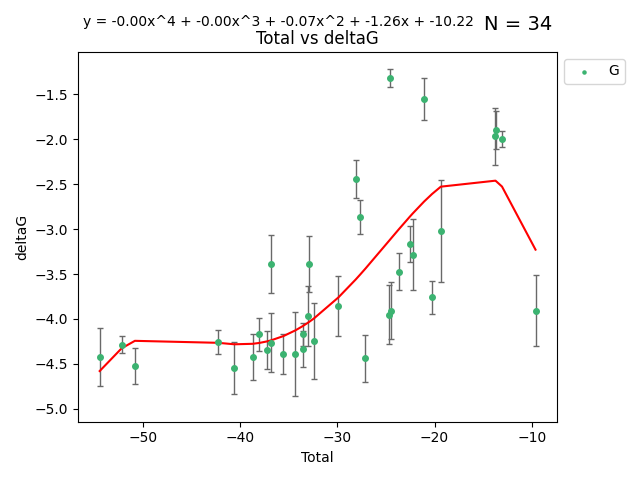 y = -0.00x^4 + -0.00x^3 + -0.07x^2 + -1.26x + -10.22 N = 34
Total vs deltaG
G
−1.5
−2.0
−2.5
−3.0
−3.5
−4.0
−4.5
−5.0
deltaG
−50 −40 −30 −20 −10
Total